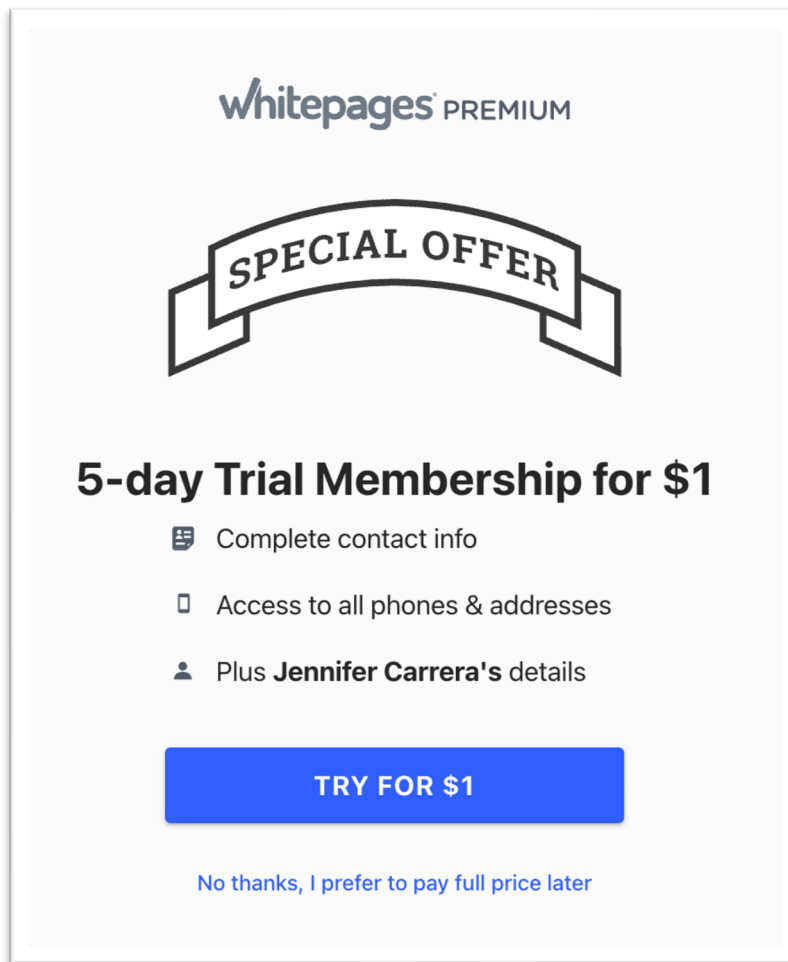 whitepages PREMIUM
SPECIAL OFFER
5-day Trial Membership for $1
Complete contact info
Access to all phones & addresses
Plus Jennifer Carrera's details
TRY FOR $1
No thanks, I prefer to pay full price later